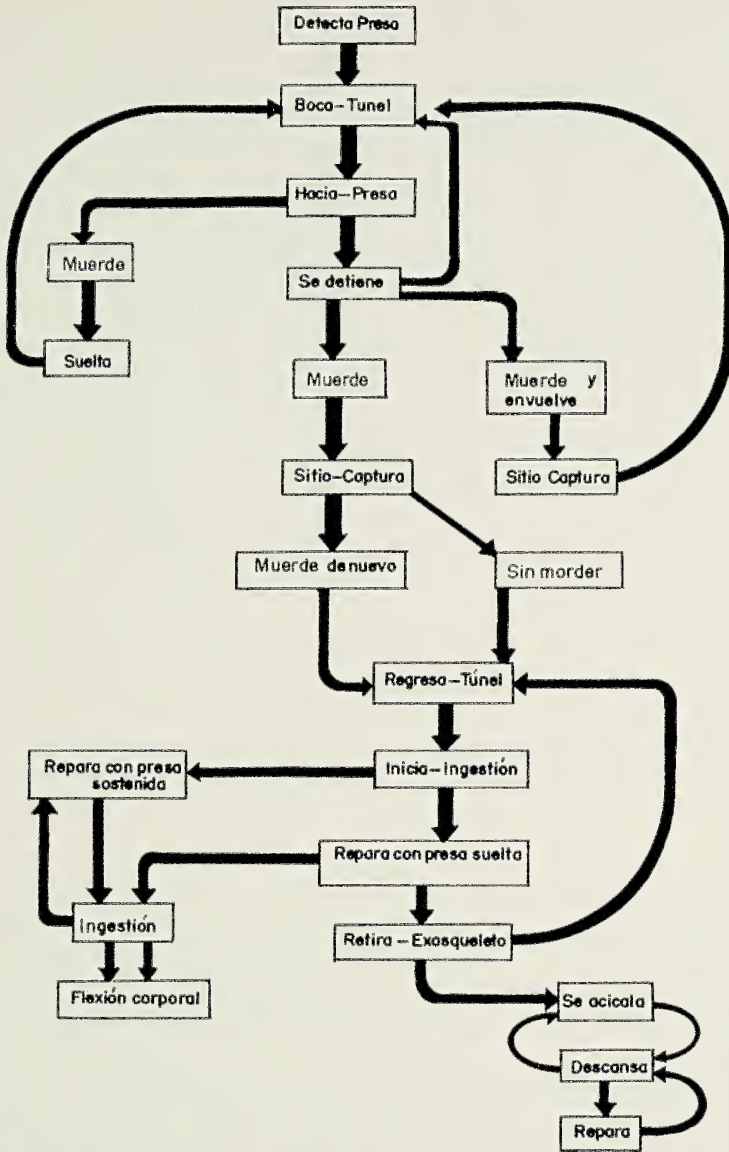 Detecta Presa
Boca-Tunel
Hacia-Presa
Muerde
Se detiene
Suelta
Muerde
Muerde y
envuelve
Sitio-Captura
Sitio Captura
Muerde de nuevo
Sin morder
Regresa-Túnel
Repara con presa
sostenida
Inicia-Ingestión
Repara con presa suelta
Ingestión
Retira-Exosqueleto
Flexión corporal
Se acicala
Descansa
Repara